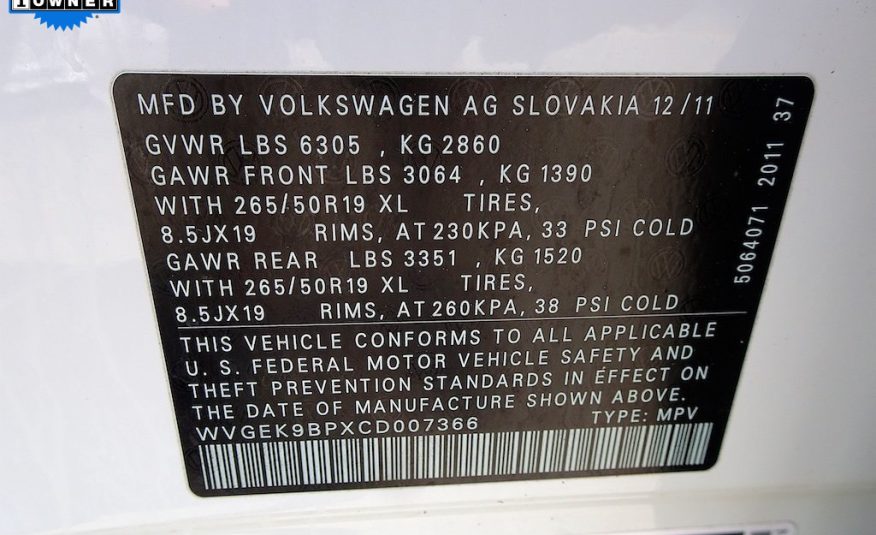 1 OWNER
MFD BY VOLKSWAGEN AG SLOVAKIA 12/11
GVWR LBS 6305 , KG 2860
GAWR FRONT LBS 3064 , KG 1390
WITH 265/50R19 XL TIRES,
8.5JX19 RIMS, AT 230KPA, 33 PSI COLD
GAWR REAR LBS 3351 , KG 1520
WITH 265/50R19 XL TIRES,
8.5JX19 RIMS, AT 260KPA, 38 PSI COLD
THIS VEHICLE CONFORMS TO ALL APPLICABLE
U. S. FEDERAL MOTOR VEHICLE SAFETY AND
THEFT PREVENTION STANDARDS IN EFFECT ON
THE DATE OF MANUFACTURE SHOWN ABOVE.
WVGEK9BPXCD007366 TYPE: MPV
5064071 2011 37